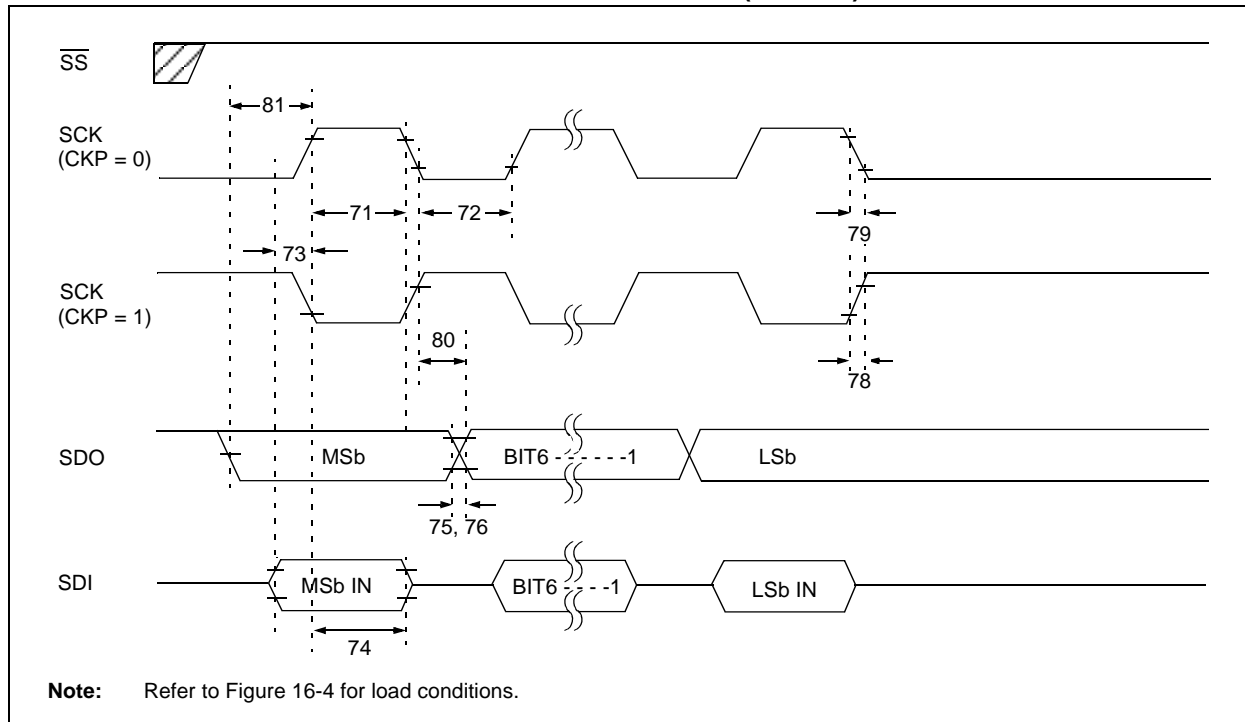 SS
81
SCK
(CKP = 0)
71
72
79
73
SCK
(CKP = 1)
80
78
SDO
MSb
BIT6 - - - - - -1
LSb
75, 76
SDI
MSb IN
BIT6 - - - -1
LSb IN
74
Note: Refer to Figure 16-4 for load conditions.